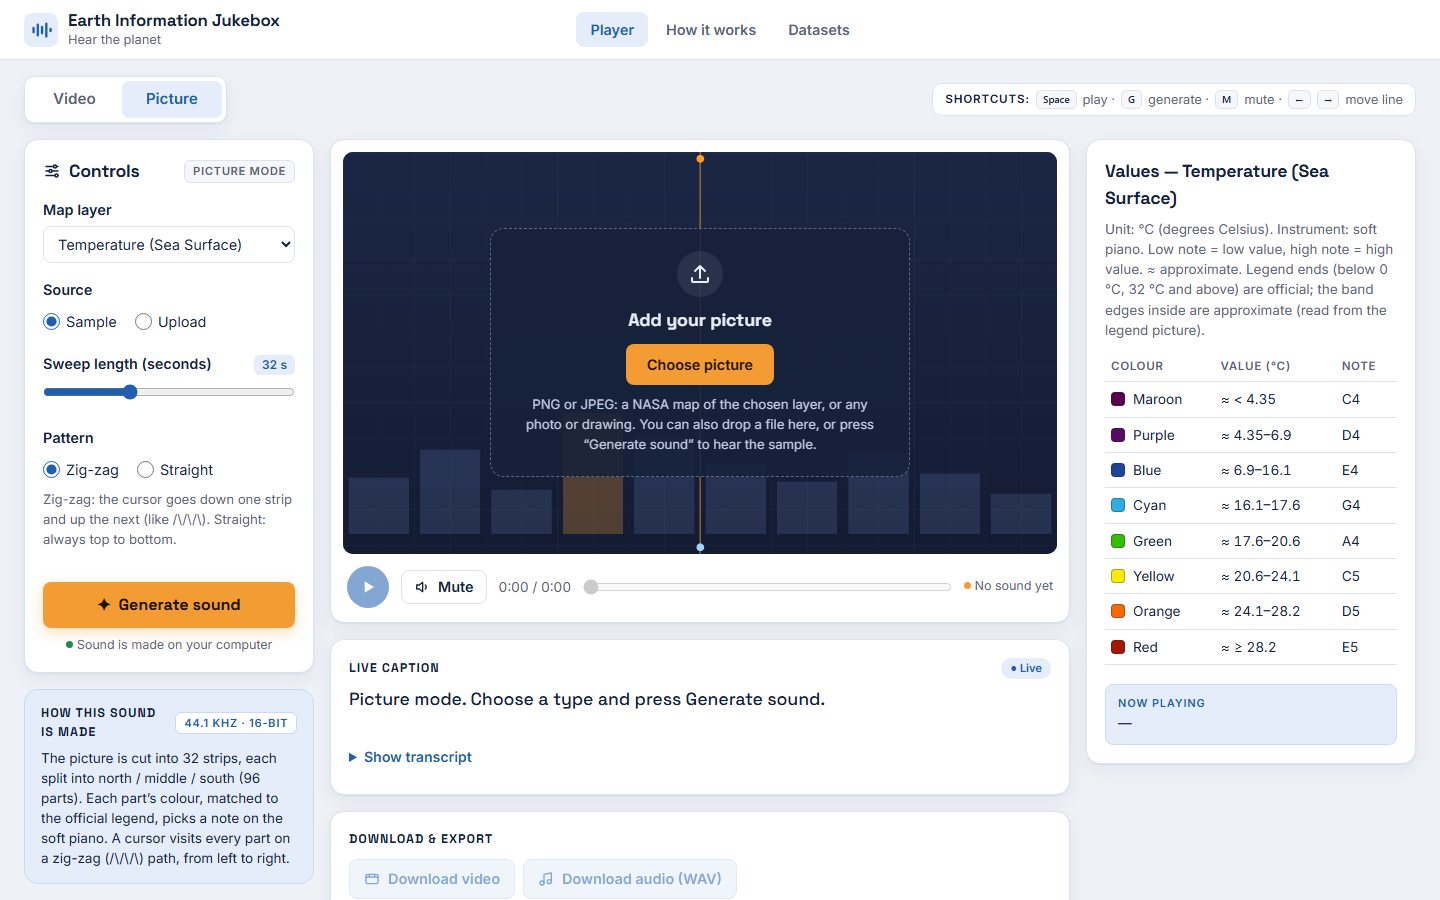 Earth Information Jukebox
Hear the planet
Player
How it works
Datasets
Video
Picture
SHORTCUTS: Space play · G generate · M mute · ← → move line
Controls
PICTURE MODE
Map layer
Temperature (Sea Surface)
Source
Sample
Upload
Sweep length (seconds)
32 s
Pattern
Zig-zag
Straight
Zig-zag: the cursor goes down one strip
and up the next (like /\/\/\). Straight:
always top to bottom.
✦ Generate sound
Sound is made on your computer
HOW THIS SOUND
IS MADE
44.1 KHZ · 16-BIT
The picture is cut into 32 strips, each
split into north / middle / south (96
parts). Each part's colour, matched to
the official legend, picks a note on the
soft piano. A cursor visits every part on
a zig-zag (/\/\/\) path, from left to right.
Add your picture
Choose picture
PNG or JPEG: a NASA map of the chosen layer, or any
photo or drawing. You can also drop a file here, or press
“Generate sound” to hear the sample.
Mute
0:00 / 0:00
No sound yet
LIVE CAPTION
• Live
Picture mode. Choose a type and press Generate sound.
Show transcript
DOWNLOAD & EXPORT
Download video
Download audio (WAV)
Values — Temperature (Sea
Surface)
Unit: °C (degrees Celsius). Instrument: soft
piano. Low note = low value, high note = high
value. ≈ approximate. Legend ends (below 0
°C, 32 °C and above) are official; the band
edges inside are approximate (read from the
legend picture).
COLOUR VALUE (°C) NOTE
Maroon ≈ < 4.35 C4
Purple ≈ 4.35–6.9 D4
Blue ≈ 6.9–16.1 E4
Cyan ≈ 16.1–17.6 G4
Green ≈ 17.6–20.6 A4
Yellow ≈ 20.6–24.1 C5
Orange ≈ 24.1–28.2 D5
Red ≈ ≥ 28.2 E5
NOW PLAYING
—